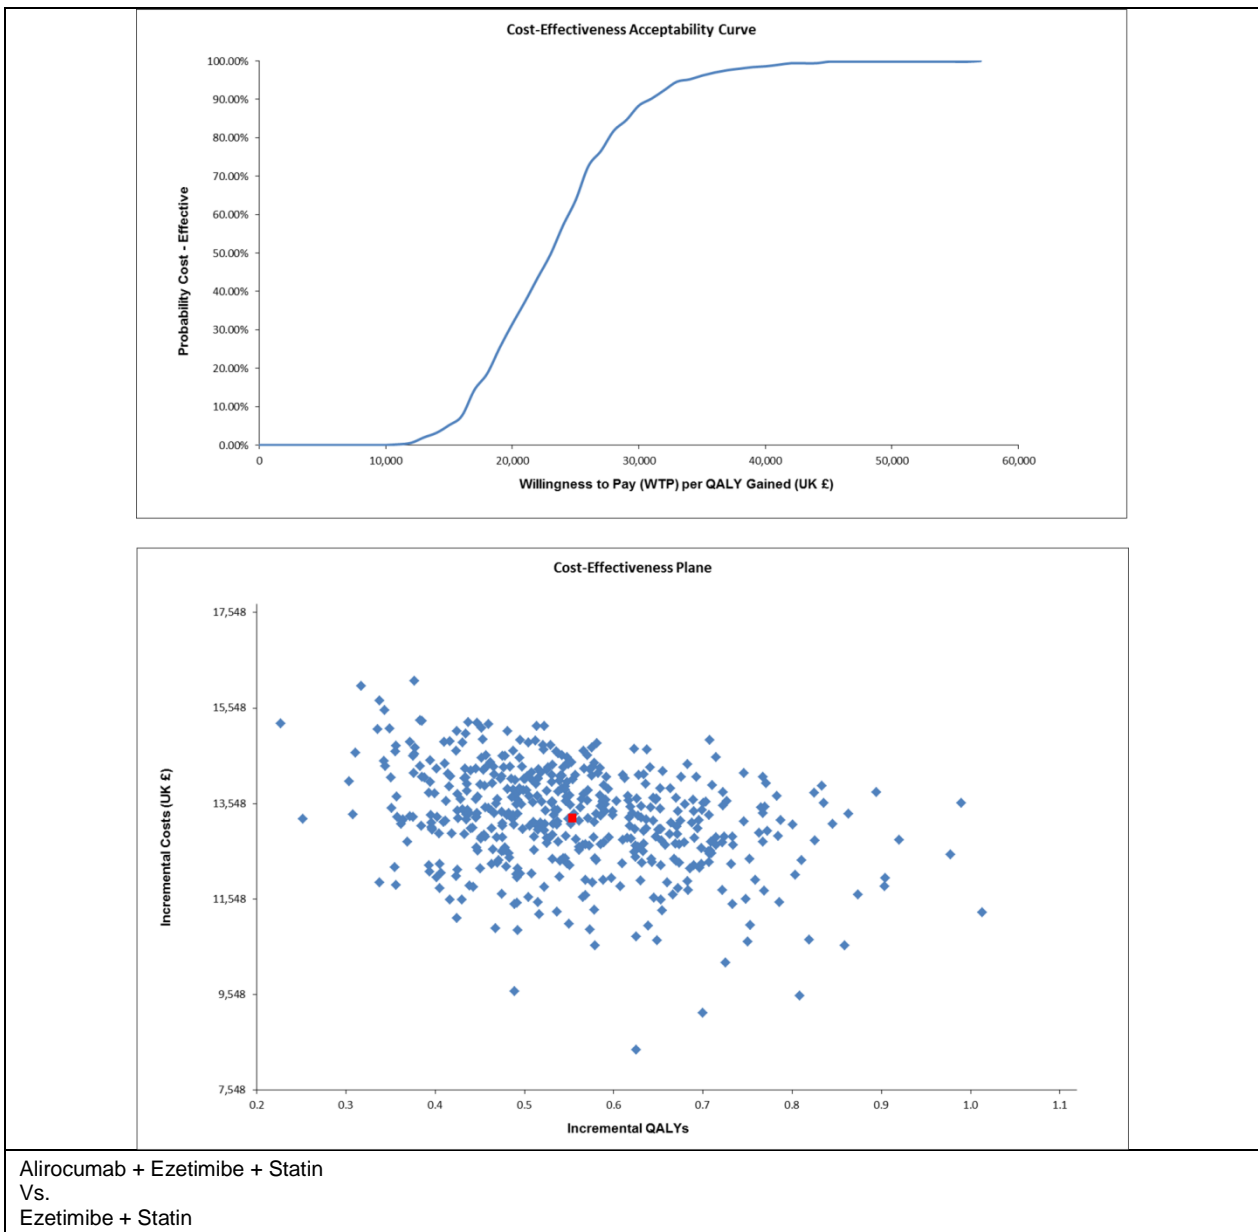 Cost-Effectiveness Acceptability Curve
100.00%
90.00%
80.00%
70.00%
60.00%
50.00%
40.00%
30.00%
20.00%
10.00%
0.00%
Probability Cost - Effective
0 10,000 20,000 30,000 40,000 50,000 60,000
Willingness to Pay (WTP) per QALY Gained (UK £)
Cost-Effectiveness Plane
17,548
15,548
13,548
11,548
9,548
7,548
Incremental Costs (UK £)
0.2 0.3 0.4 0.5 0.6 0.7 0.8 0.9 1.0 1.1
Incremental QALYs
Alirocumab + Ezetimibe + Statin
Vs.
Ezetimibe + Statin